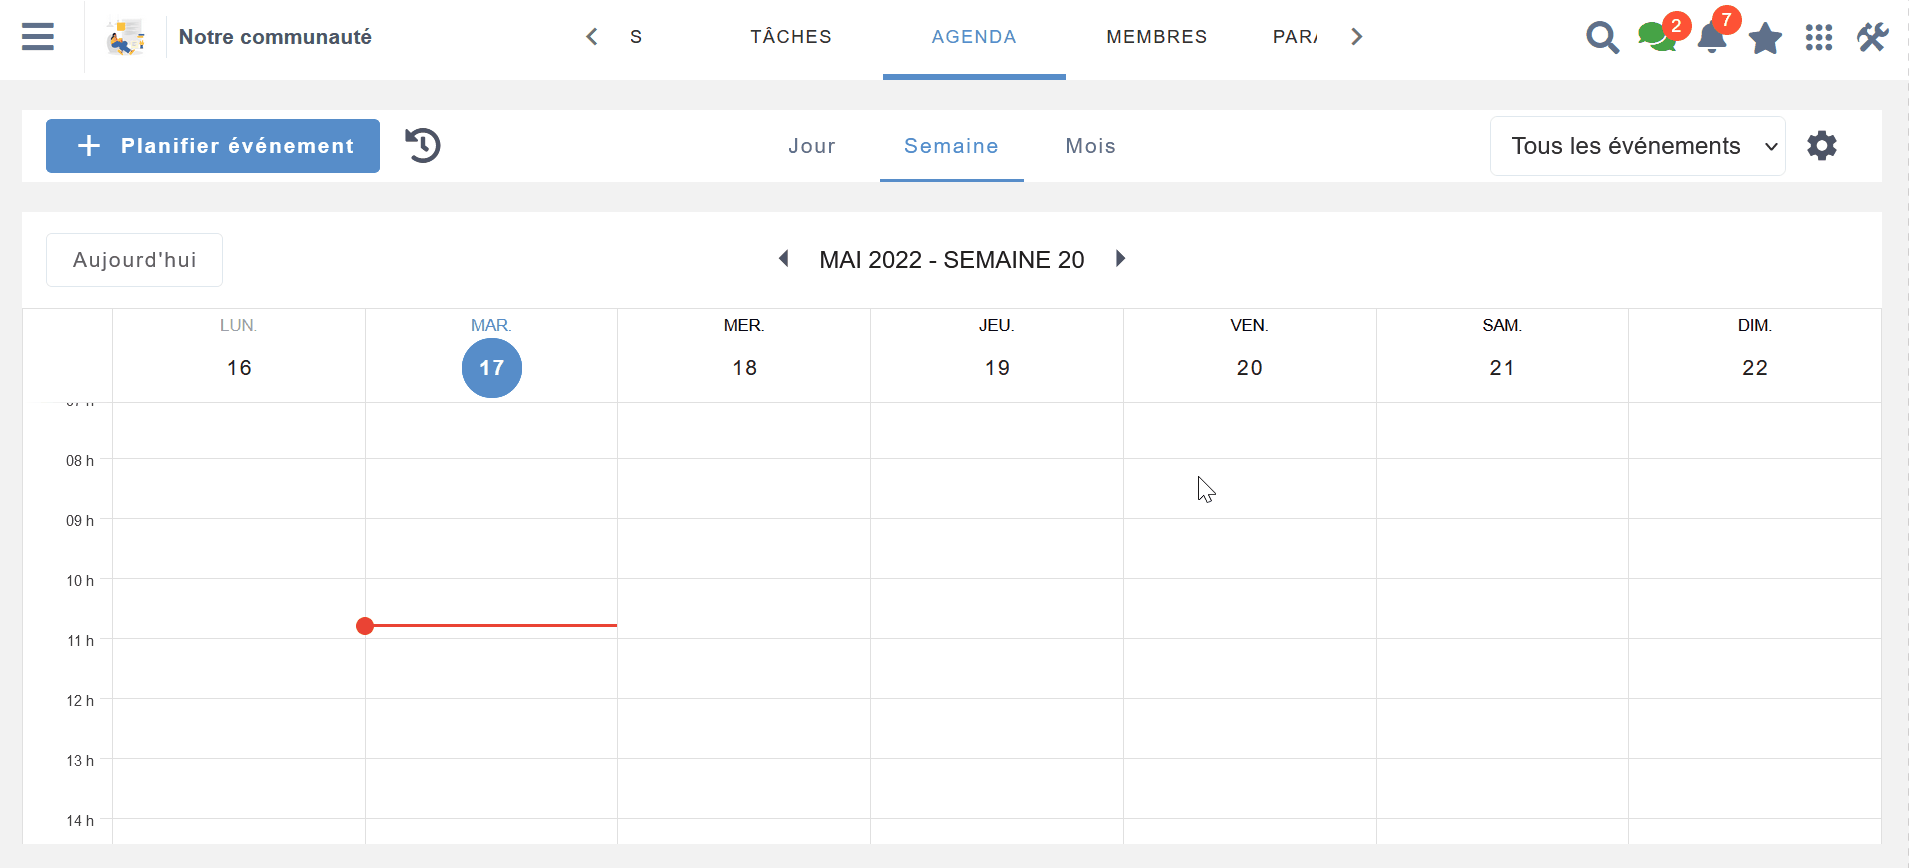 Notre communauté
S TÂCHES AGENDA MEMBRES
2 7
Planifier événement
Jour Semaine Mois
Tous les événements
Aujourd'hui
MAI 2022 - SEMAINE 20
LUN. MAR. MER. JEU. VEN. SAM. DIM.
16 17 18 19 20 21 22
08 h
09 h
10 h
11 h
12 h
13 h
14 h